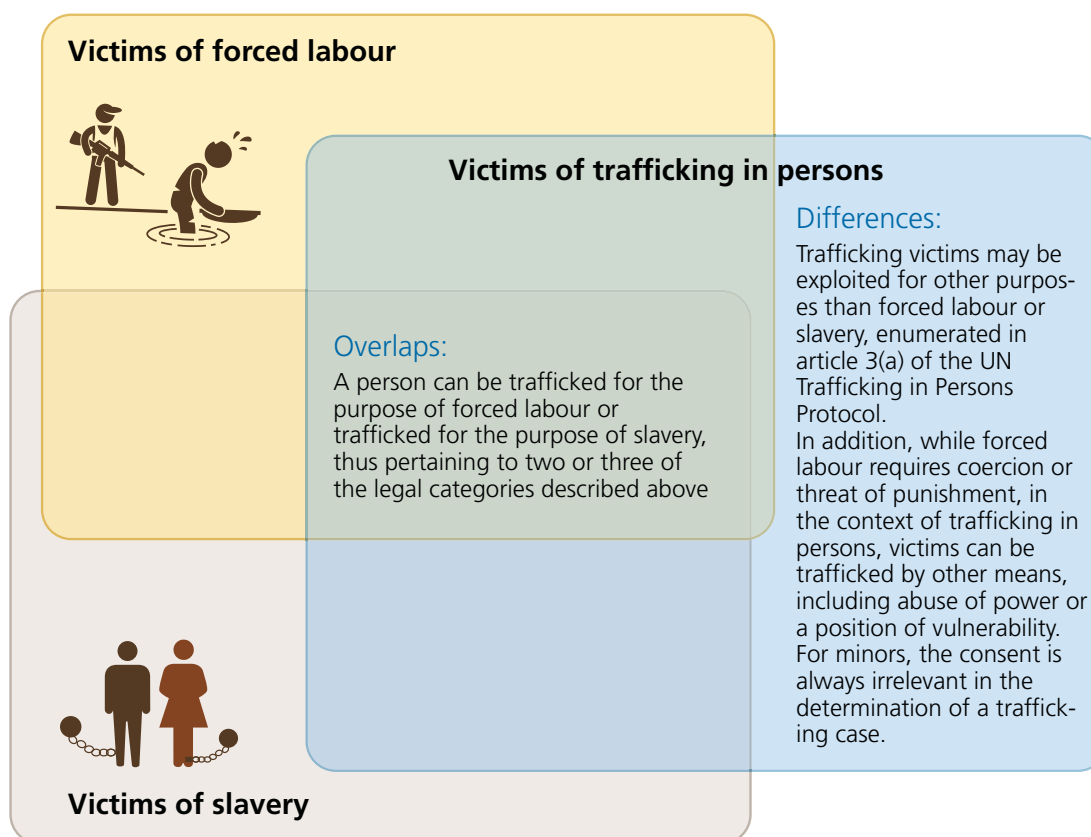 Victims of forced labour
Victims of trafficking in persons
Differences:
Trafficking victims may be
exploited for other purpos-
es than forced labour or
slavery, enumerated in
article 3(a) of the UN
Trafficking in Persons
Protocol.
In addition, while forced
labour requires coercion or
threat of punishment, in
the context of trafficking in
persons, victims can be
trafficked by other means,
including abuse of power or
a position of vulnerability.
For minors, the consent is
always irrelevant in the
determination of a traffick-
ing case.
Overlaps:
A person can be trafficked for the
purpose of forced labour or
trafficked for the purpose of slavery,
thus pertaining to two or three of
the legal categories described above
Victims of slavery